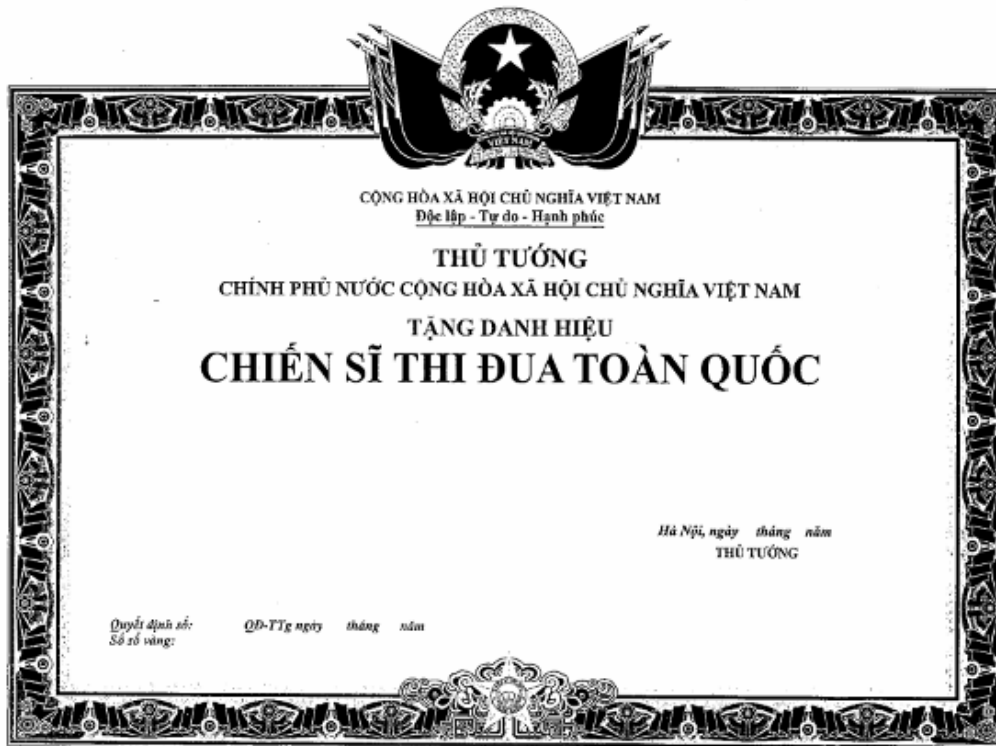 VIỆT NAM
CỘNG HÒA XÃ HỘI CHỦ NGHĨA VIỆT NAM
Độc lập - Tự do - Hạnh phúc
THỦ TƯỚNG
CHÍNH PHỦ NƯỚC CỘNG HÒA XÃ HỘI CHỦ NGHĨA VIỆT NAM
TẶNG DANH HIỆU
CHIẾN SĨ THI ĐUA TOÀN QUỐC
Hà Nội, ngày tháng năm
THỦ TƯỚNG
Quyết định số: QĐ-TTg ngày tháng năm
Số sổ vàng: